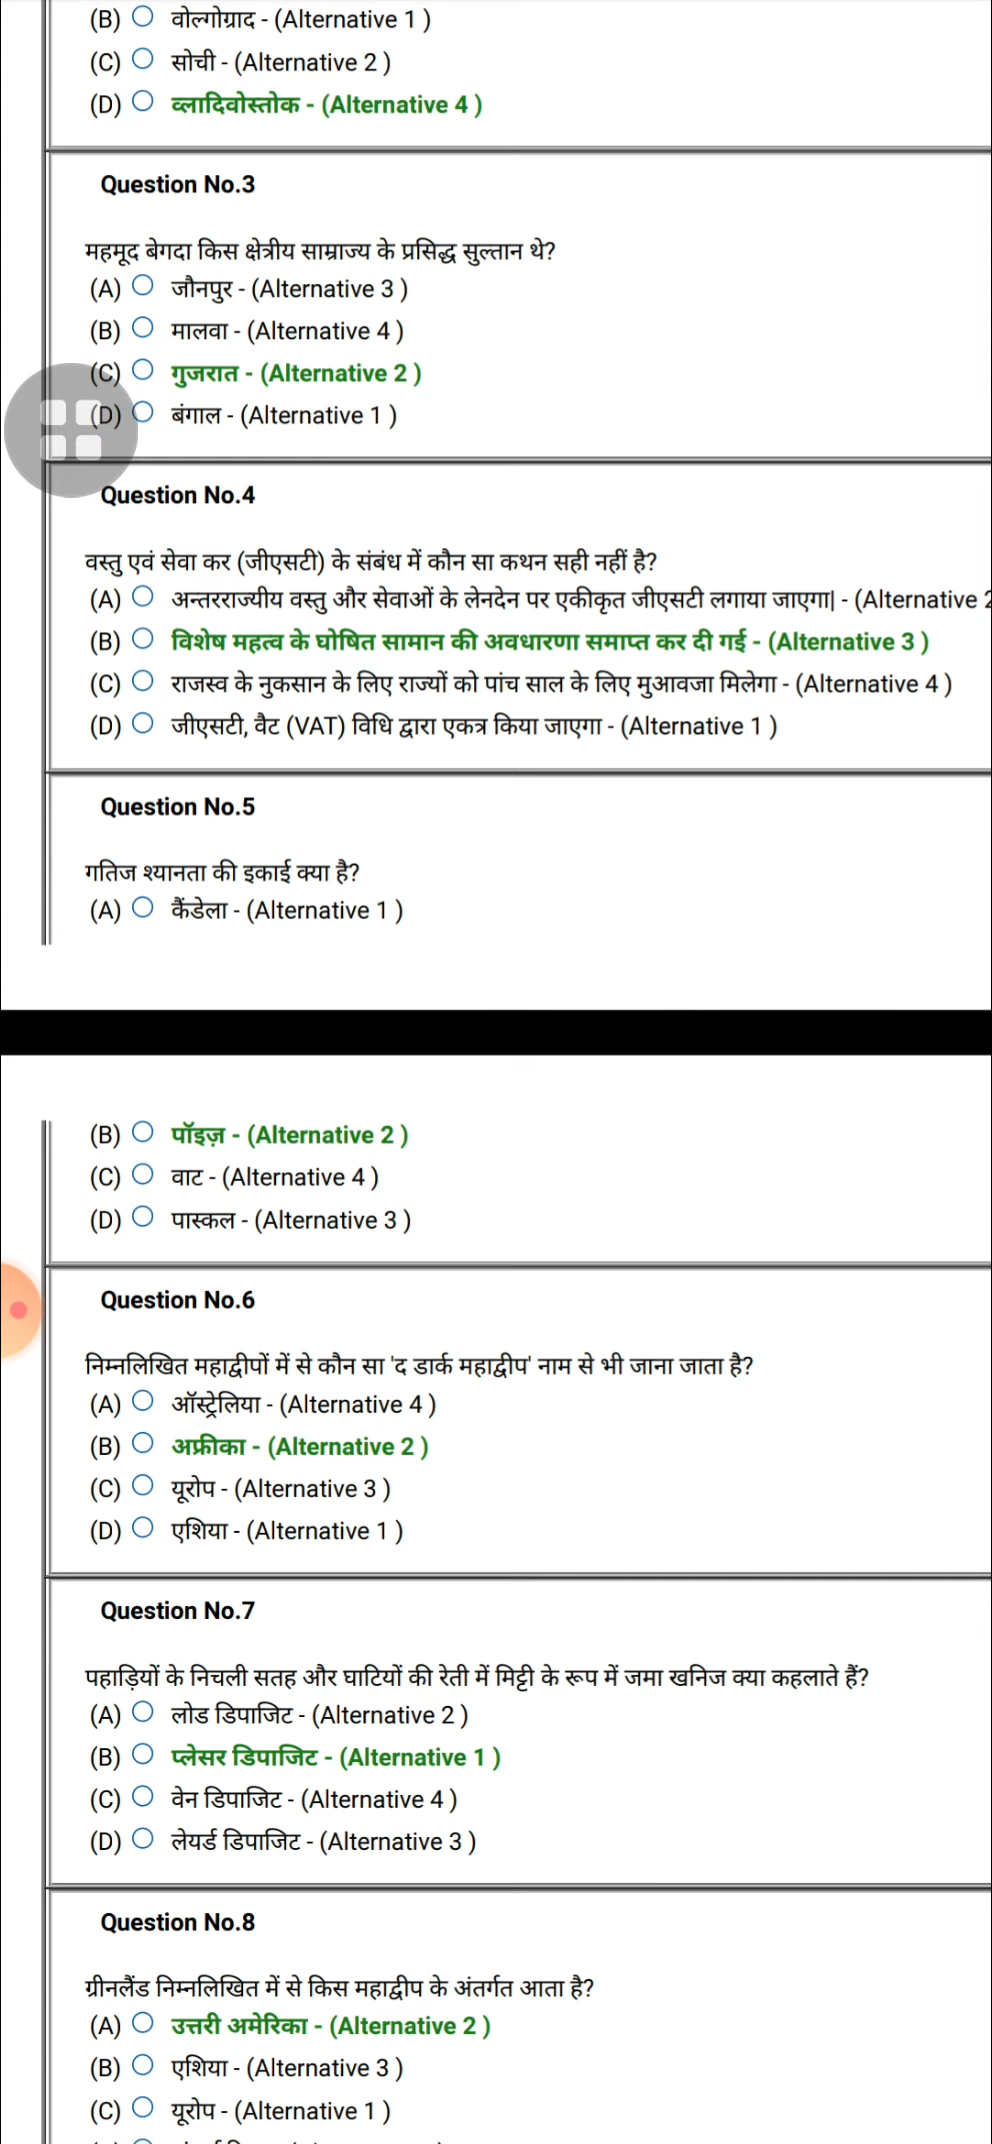 (B) वोल्गोग्राद - (Alternative 1 )
(C) सोची - (Alternative 2 )
(D) व्लादिवोस्तोक - (Alternative 4 )
Question No.3
महमूद बेगदा किस क्षेत्रीय साम्राज्य के प्रसिद्ध सुल्तान थे?
(A) जौनपुर - (Alternative 3 )
(B) मालवा - (Alternative 4 )
(C) गुजरात - (Alternative 2 )
(D) बंगाल - (Alternative 1 )
Question No.4
वस्तु एवं सेवा कर (जीएसटी) के संबंध में कौन सा कथन सही नहीं है?
(A) अन्तरराज्यीय वस्तु और सेवाओं के लेनदेन पर एकीकृत जीएसटी लगाया जाएगा| - (Alternative 2
(B) विशेष महत्व के घोषित सामान की अवधारणा समाप्त कर दी गई - (Alternative 3 )
(C) राजस्व के नुकसान के लिए राज्यों को पांच साल के लिए मुआवजा मिलेगा - (Alternative 4 )
(D) जीएसटी, वैट (VAT) विधि द्वारा एकत्र किया जाएगा - (Alternative 1 )
Question No.5
गतिज श्यानता की इकाई क्या है?
(A) कैंडेला - (Alternative 1 )
(B) पॉइज़ - (Alternative 2 )
(C) वाट - (Alternative 4 )
(D) पास्कल - (Alternative 3 )
Question No.6
निम्नलिखित महाद्वीपों में से कौन सा 'द डार्क महाद्वीप' नाम से भी जाना जाता है?
(A) ऑस्ट्रेलिया - (Alternative 4 )
(B) अफ्रीका - (Alternative 2 )
(C) यूरोप - (Alternative 3 )
(D) एशिया - (Alternative 1 )
Question No.7
पहाड़ियों के निचली सतह और घाटियों की रेती में मिट्टी के रूप में जमा खनिज क्या कहलाते हैं?
(A) लोड डिपाजिट - (Alternative 2 )
(B) प्लेसर डिपाजिट - (Alternative 1 )
(C) वेन डिपाजिट - (Alternative 4 )
(D) लेयर्ड डिपाजिट - (Alternative 3 )
Question No.8
ग्रीनलैंड निम्नलिखित में से किस महाद्वीप के अंतर्गत आता है?
(A) उत्तरी अमेरिका - (Alternative 2 )
(B) एशिया - (Alternative 3 )
(C) यूरोप - (Alternative 1 )